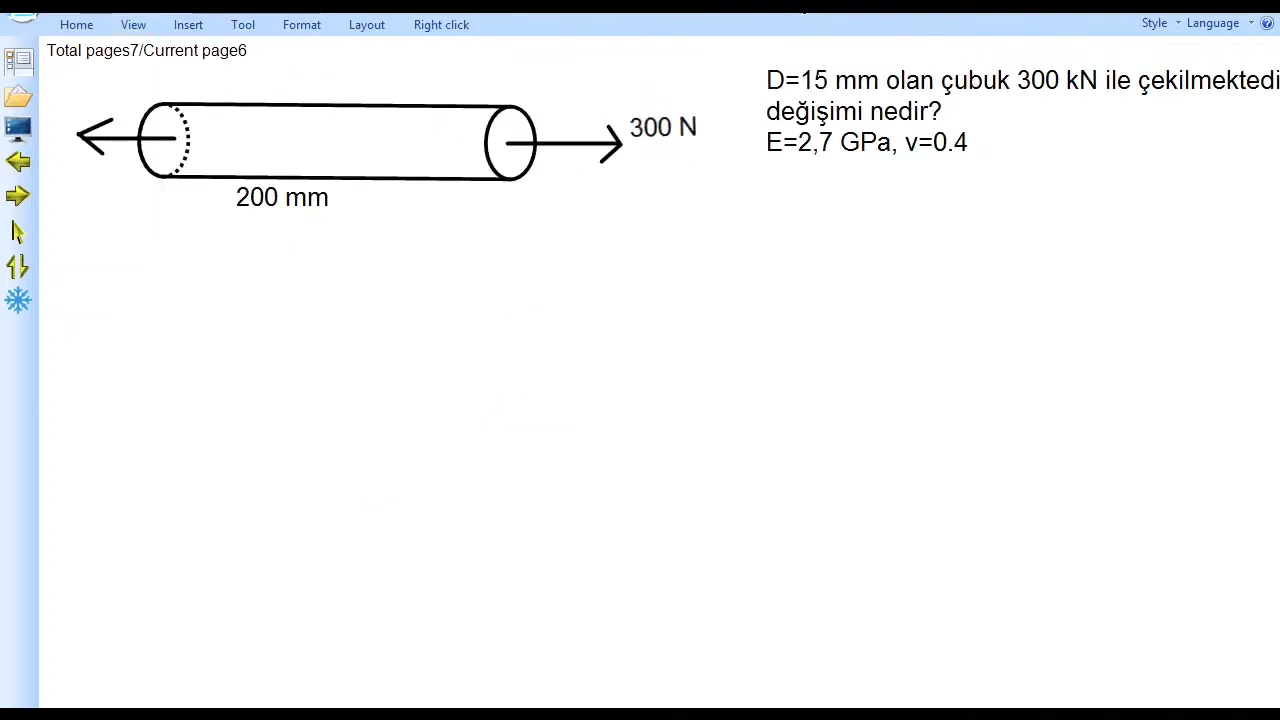 Home View Insert Tool Format Layout Right click Style Language
Total pages7/Current page6
D=15 mm olan çubuk 300 kN ile çekilmektedi
değişimi nedir?
E=2,7 GPa, v=0.4
300 N
200 mm